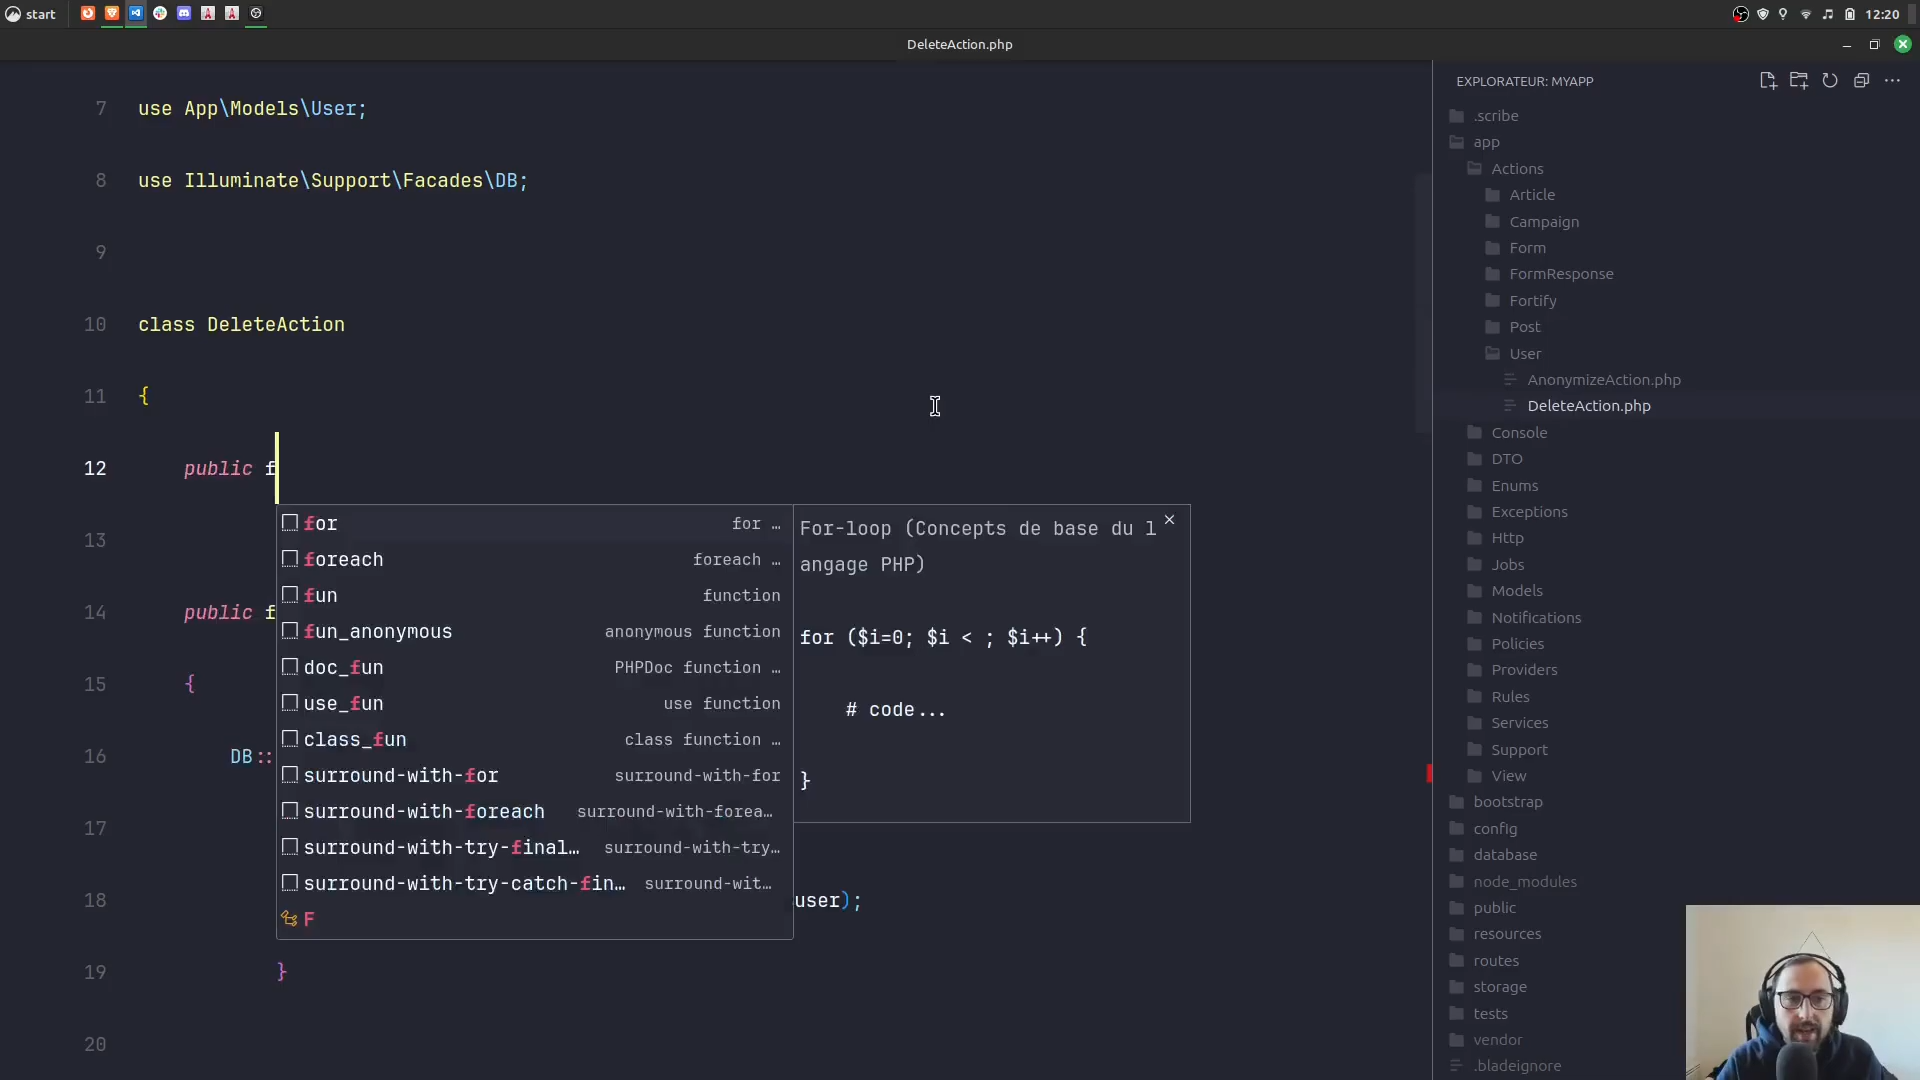 start
12:20
DeleteAction.php
7 use App\Models\User;
8 use Illuminate\Support\Facades\DB;
9
10 class DeleteAction
11 {
12 public f
13
14 public f
15 {
16 DB::
17
18 user);
19 }
20
for for …
foreach foreach …
fun function
fun_anonymous anonymous function
doc_fun PHPDoc function …
use_fun use function
class_fun class function …
surround-with-for surround-with-for
surround-with-foreach surround-with-forea…
surround-with-try-final… surround-with-try…
surround-with-try-catch-fin… surround-wit…
F
For-loop (Concepts de base du l
angage PHP)
for ($i=0; $i < ; $i++) {
# code...
}
EXPLORATEUR: MYAPP
.scribe
app
Actions
Article
Campaign
Form
FormResponse
Fortify
Post
User
AnonymizeAction.php
DeleteAction.php
Console
DTO
Enums
Exceptions
Http
Jobs
Models
Notifications
Policies
Providers
Rules
Services
Support
View
bootstrap
config
database
node_modules
public
resources
routes
storage
tests
vendor
.bladeignore